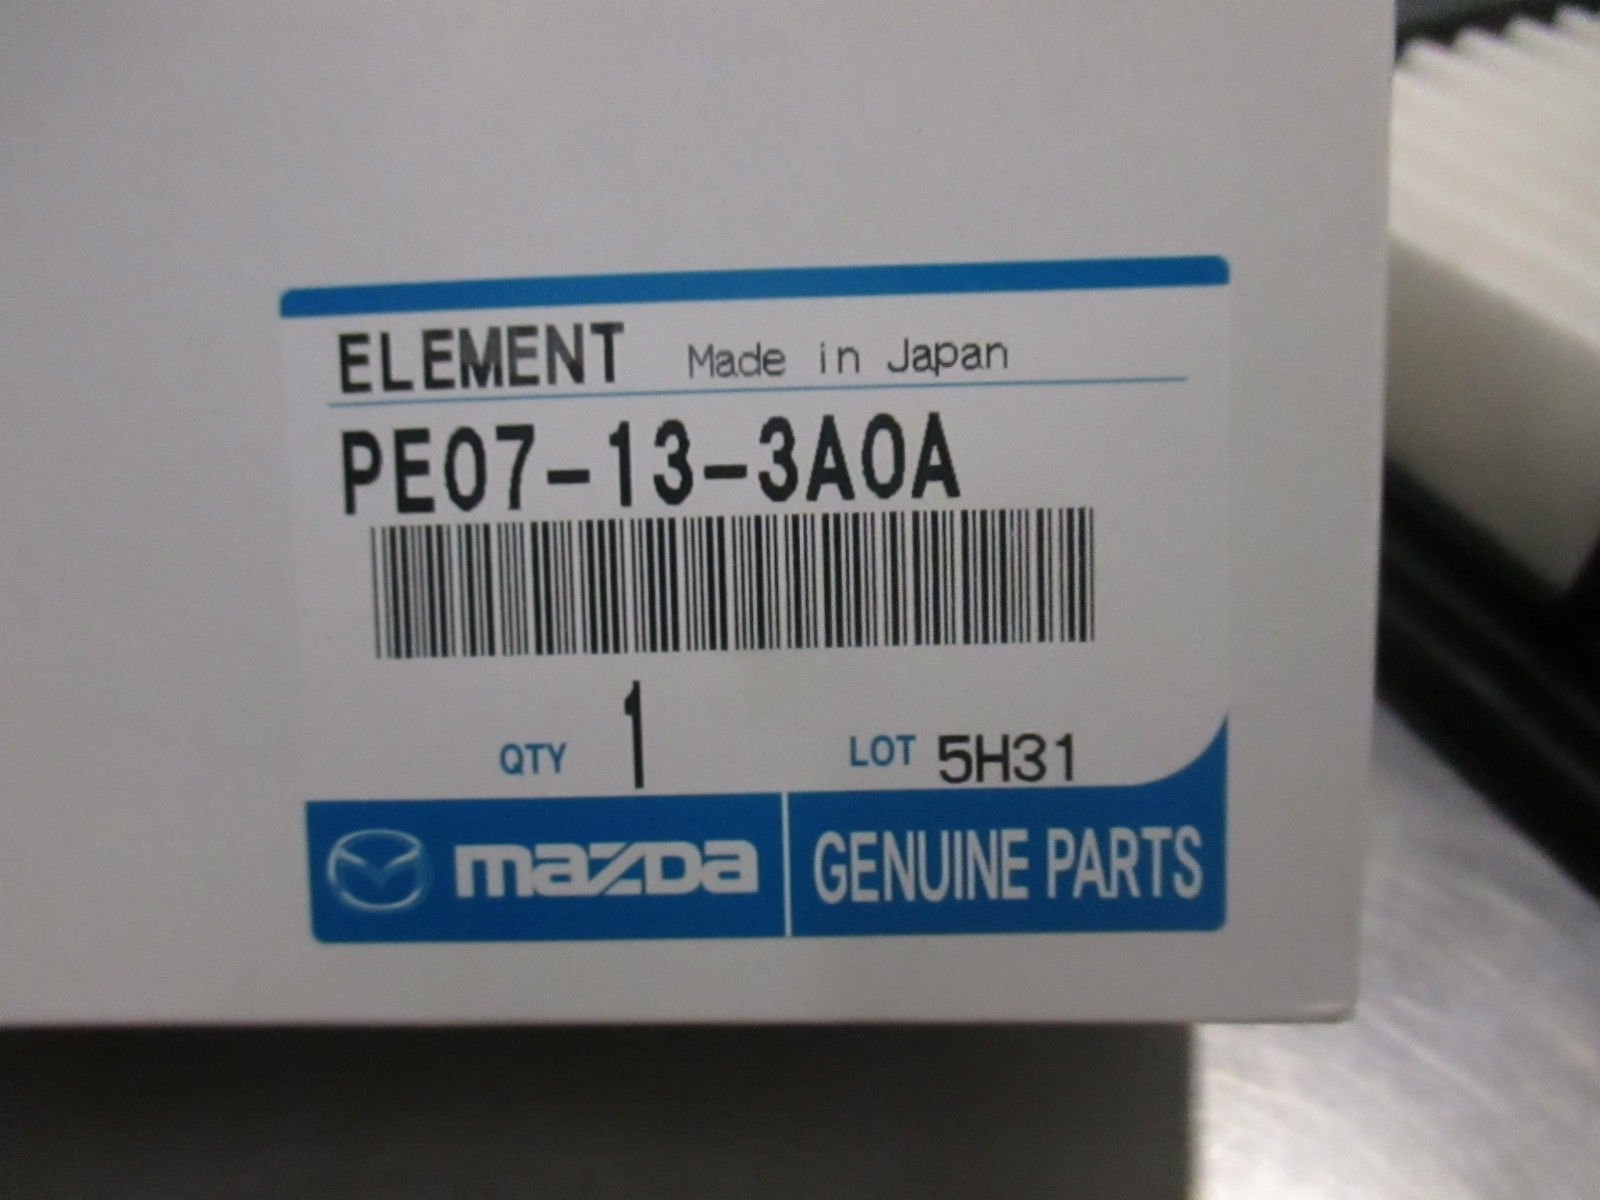 ELEMENT Made in Japan
PE07-13-3A0A
QTY 1 LOT 5H31
mazda GENUINE PARTS